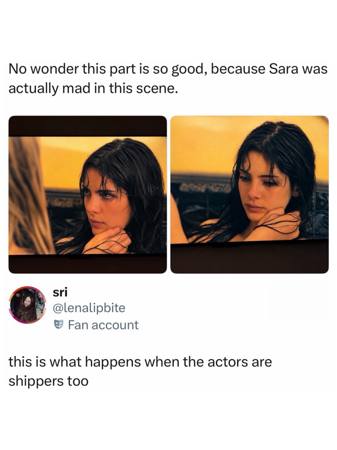 No wonder this part is so good, because Sara was
actually mad in this scene.
sri
@lenalipbite
Fan account
this is what happens when the actors are
shippers too